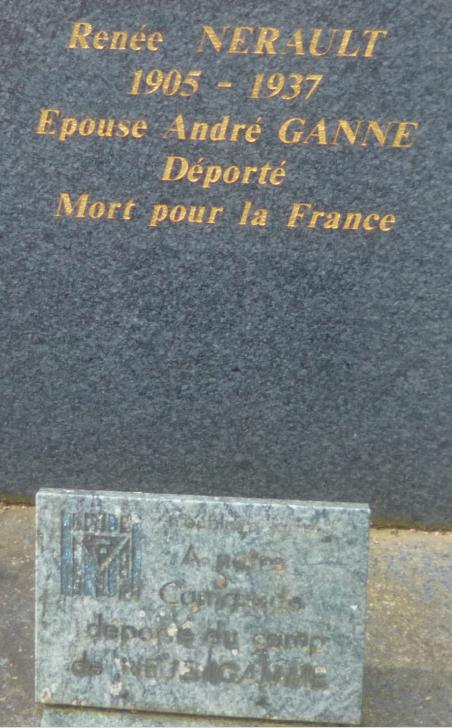 Renée NERAULT
1905 - 1937
Epouse André GANNE
Déporté
Mort pour la France
A notre
Camarade
déporté du camp
de NEUENGAMME